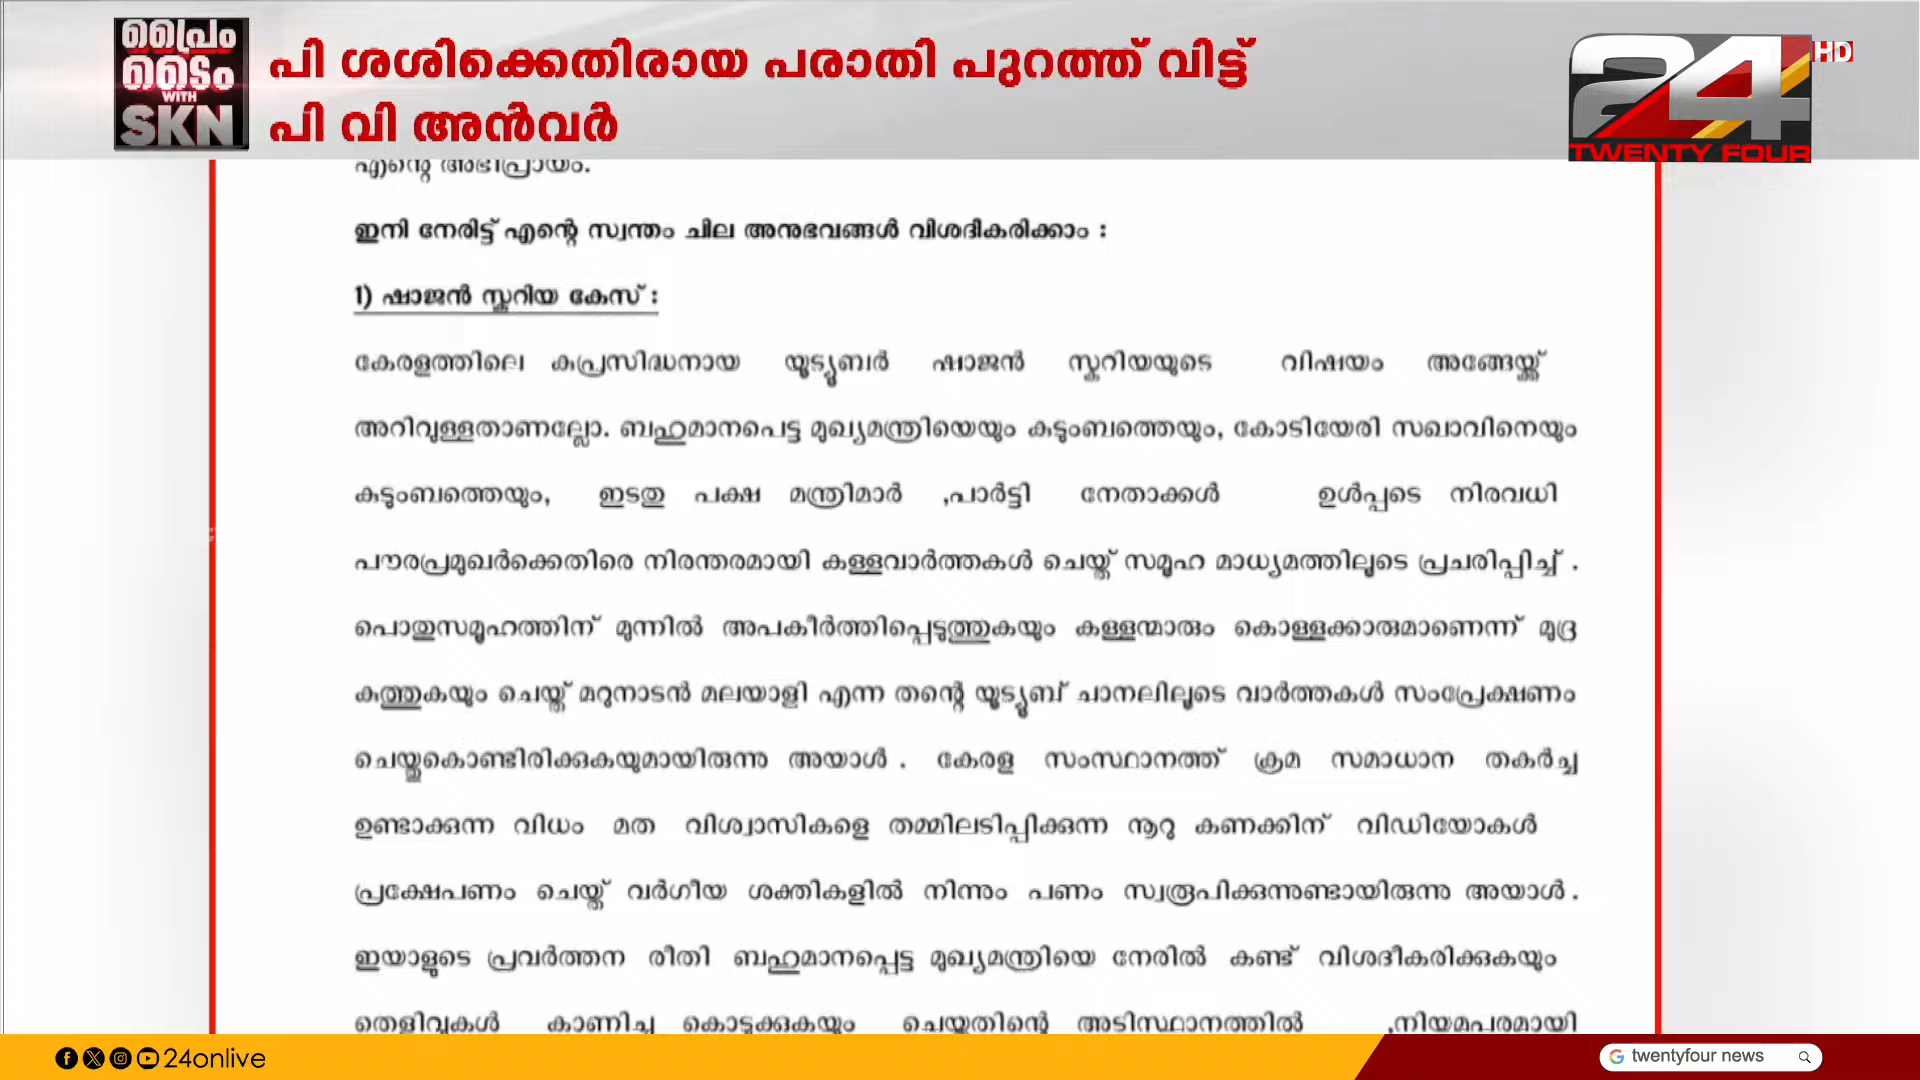 പ്രൈം
ടൈം
WITH
SKN
പി ശശിക്കെതിരായ പരാതി പുറത്ത് വിട്ട്
പി വി അൻവർ
24
HD
TWENTY FOUR
എന്റെ അഭിപ്രായം.
ഇനി നേരിട്ട് എന്റെ സ്വന്തം ചില അനുഭവങ്ങൾ വിശദീകരിക്കാം :
1) ഷാജൻ സ്കറിയ കേസ് :
കേരളത്തിലെ കുപ്രസിദ്ധനായ യൂട്യൂബർ ഷാജൻ സ്കറിയയുടെ വിഷയം അങ്ങേയ്ക്ക്
അറിവുള്ളതാണല്ലോ. ബഹുമാനപെട്ട മുഖ്യമന്ത്രിയെയും കുടുംബത്തെയും, കോടിയേരി സഖാവിനെയും
കുടുംബത്തെയും, ഇടതു പക്ഷ മന്ത്രിമാർ ,പാർട്ടി നേതാക്കൾ ഉൾപ്പടെ നിരവധി
പൗരപ്രമുഖർക്കെതിരെ നിരന്തരമായി കള്ളവാർത്തകൾ ചെയ്ത് സമൂഹ മാധ്യമത്തിലൂടെ പ്രചരിപ്പിച്ച് .
പൊതുസമൂഹത്തിന് മുന്നിൽ അപകീർത്തിപ്പെടുത്തുകയും കള്ളന്മാരും കൊള്ളക്കാരുമാണെന്ന് മുദ്ര
കുത്തുകയും ചെയ്ത് മറുനാടൻ മലയാളി എന്ന തന്റെ യൂട്യൂബ് ചാനലിലൂടെ വാർത്തകൾ സംപ്രേക്ഷണം
ചെയ്തുകൊണ്ടിരിക്കുകയുമായിരുന്നു അയാൾ . കേരള സംസ്ഥാനത്ത് ക്രമ സമാധാന തകർച്ച
ഉണ്ടാക്കുന്ന വിധം മത വിശ്വാസികളെ തമ്മിലടിപ്പിക്കുന്ന നൂറു കണക്കിന് വിഡിയോകൾ
പ്രക്ഷേപണം ചെയ്ത് വർഗീയ ശക്തികളിൽ നിന്നും പണം സ്വരൂപിക്കുന്നുണ്ടായിരുന്നു അയാൾ .
ഇയാളുടെ പ്രവർത്തന രീതി ബഹുമാനപ്പെട്ട മുഖ്യമന്ത്രിയെ നേരിൽ കണ്ട് വിശദീകരിക്കുകയും
തെളിവുകൾ കാണിച്ചു കൊടുക്കുകയും ചെയ്തതിന്റെ അടിസ്ഥാനത്തിൽ ,നിയമപരമായി
24onlive
twentyfour news